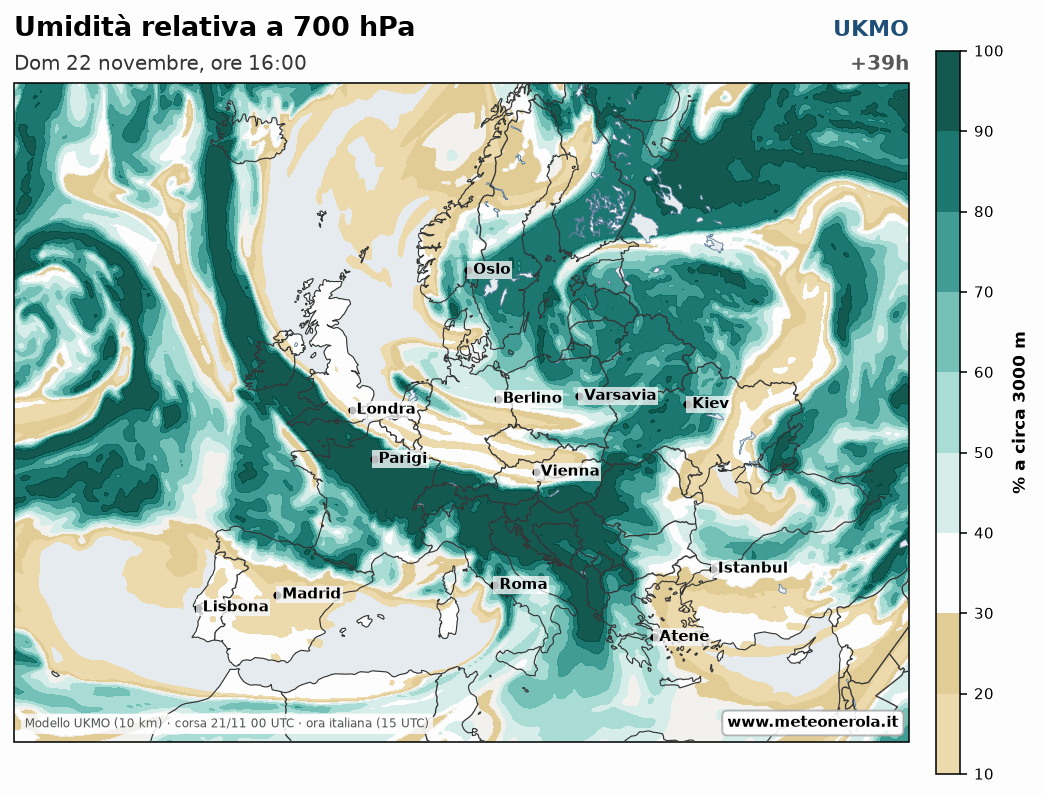 Umidità relativa a 700 hPa
UKMO
Dom 22 novembre, ore 16:00
+39h
100
90
80
70
60
50
40
30
20
10
% a circa 3000 m
Oslo
Berlino
Varsavia
Kiev
Londra
Parigi
Vienna
Istanbul
Roma
Madrid
Lisbona
Atene
Modello UKMO (10 km) · corsa 21/11 00 UTC · ora italiana (15 UTC)
www.meteonerola.it